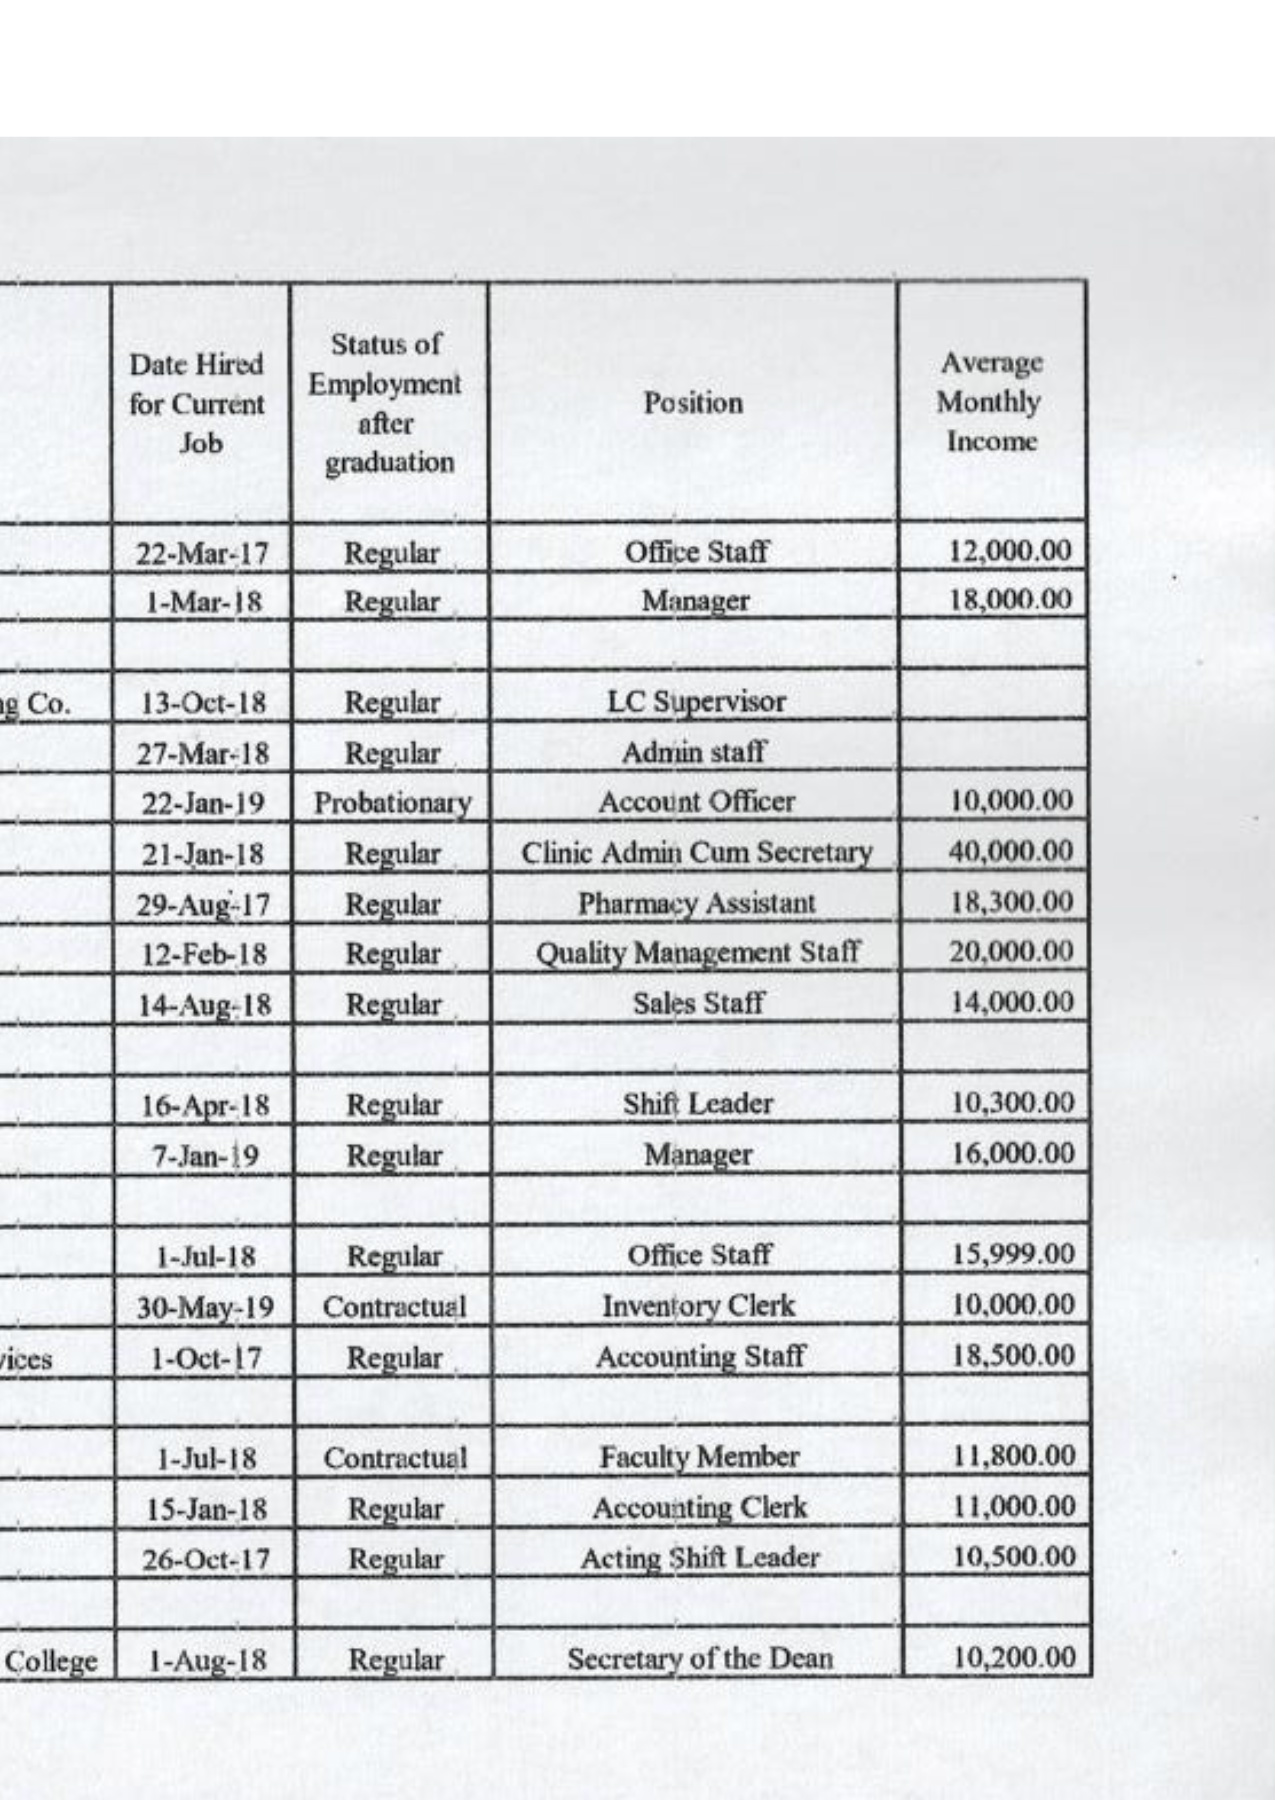 Date Hired for Current Job | Status of Employment after graduation | Position | Average Monthly Income
22-Mar-17 Regular Office Staff 12,000.00
1-Mar-18 Regular Manager 18,000.00
Co. 13-Oct-18 Regular LC Supervisor
27-Mar-18 Regular Admin staff
22-Jan-19 Probationary Account Officer 10,000.00
21-Jan-18 Regular Clinic Admin Cum Secretary 40,000.00
29-Aug-17 Regular Pharmacy Assistant 18,300.00
12-Feb-18 Regular Quality Management Staff 20,000.00
14-Aug-18 Regular Sales Staff 14,000.00
16-Apr-18 Regular Shift Leader 10,300.00
7-Jan-19 Regular Manager 16,000.00
1-Jul-18 Regular Office Staff 15,999.00
30-May-19 Contractual Inventory Clerk 10,000.00
vices 1-Oct-17 Regular Accounting Staff 18,500.00
1-Jul-18 Contractual Faculty Member 11,800.00
15-Jan-18 Regular Accounting Clerk 11,000.00
26-Oct-17 Regular Acting Shift Leader 10,500.00
College 1-Aug-18 Regular Secretary of the Dean 10,200.00